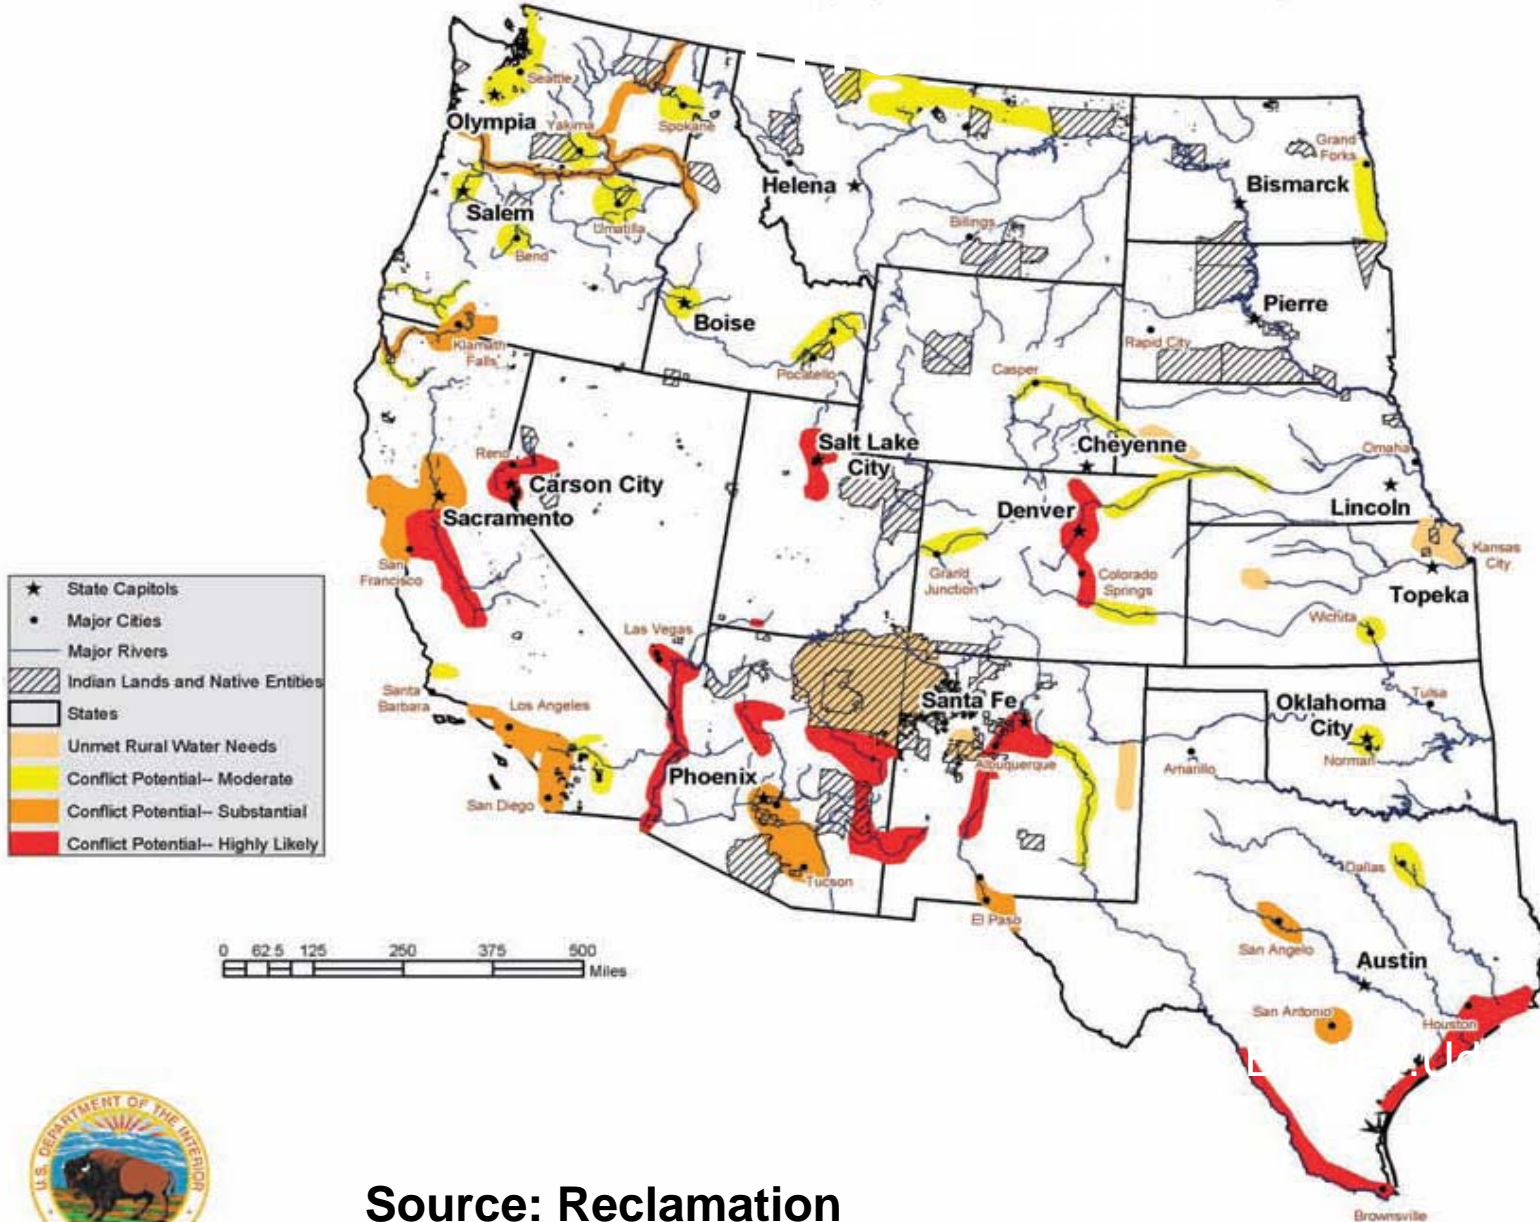 The End
Seattle
Olympia
Yakima
Spokane
Salem
Umatilla
Bend
Helena
Billings
Grand
Forks
Bismarck
Pierre
Rapid City
Boise
Klamath
Falls
Pocatello
Casper
Cheyenne
Salt Lake
City
Reno
Carson City
Sacramento
San
Francisco
Denver
Grand
Junction
Colorado
Springs
Omaha
Lincoln
Kansas
City
Topeka
Wichita
Las Vegas
Santa
Barbara
Los Angeles
San Diego
Phoenix
Tucson
Santa Fe
Albuquerque
El Paso
Amarillo
Oklahoma
City
Tulsa
Norman
Dallas
San Angelo
Austin
San Antonio
Houston
Brownsville
State Capitols
Major Cities
Major Rivers
Indian Lands and Native Entities
States
Unmet Rural Water Needs
Conflict Potential-- Moderate
Conflict Potential-- Substantial
Conflict Potential-- Highly Likely
0 62.5 125 250 375 500
Miles
U.S. DEPARTMENT OF THE INTERIOR
Source: Reclamation